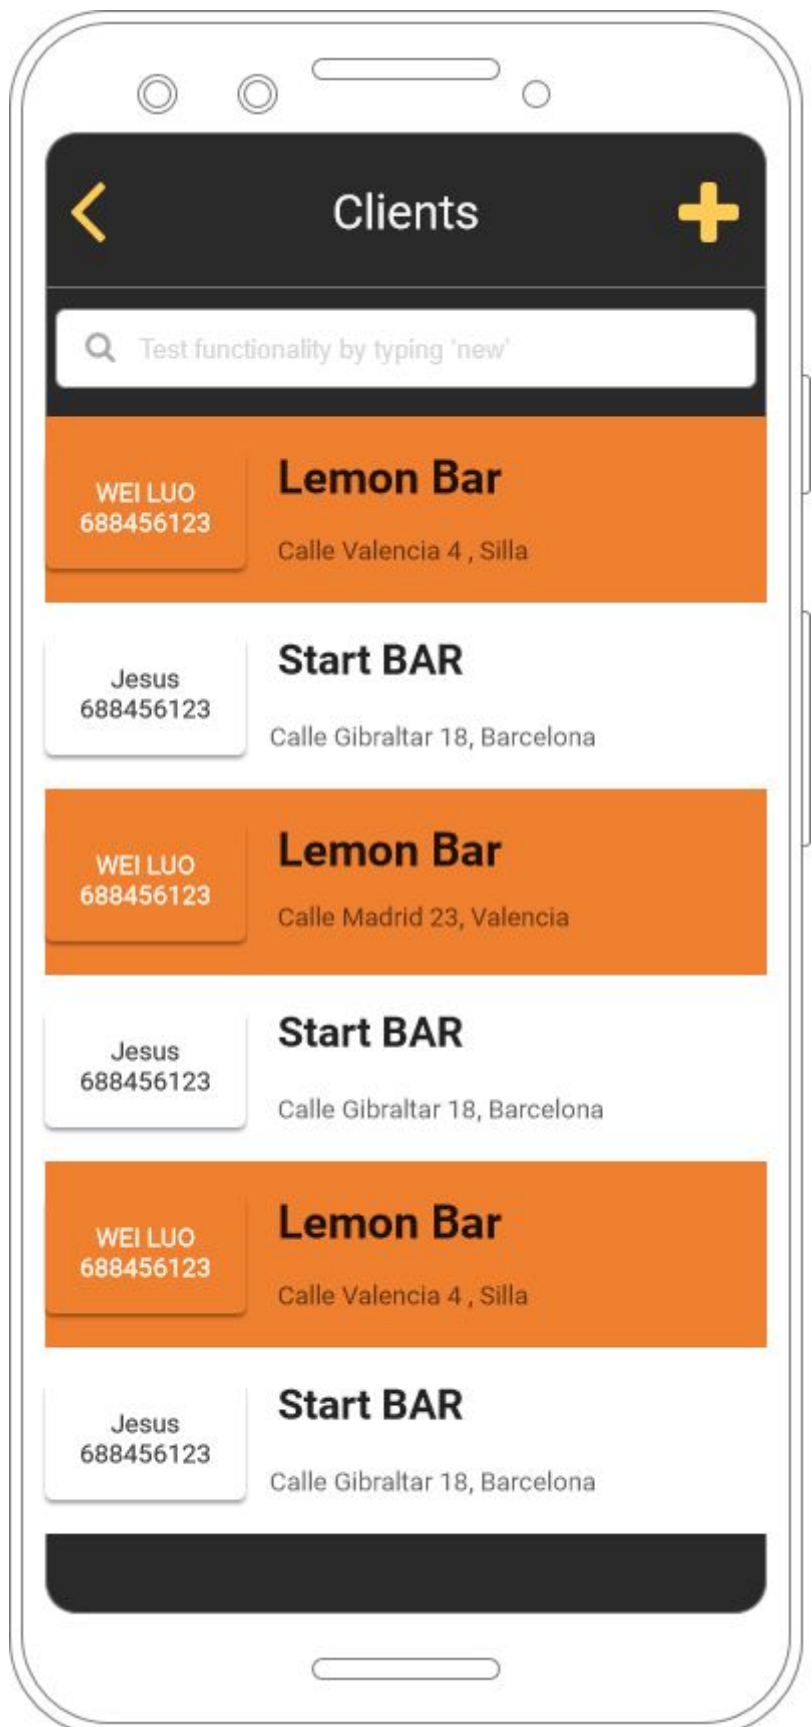 Clients
Test functionality by typing 'new'
WEI LUO
688456123
Lemon Bar
Calle Valencia 4 , Silla
Jesus
688456123
Start BAR
Calle Gibraltar 18, Barcelona
WEI LUO
688456123
Lemon Bar
Calle Madrid 23, Valencia
Jesus
688456123
Start BAR
Calle Gibraltar 18, Barcelona
WEI LUO
688456123
Lemon Bar
Calle Valencia 4 , Silla
Jesus
688456123
Start BAR
Calle Gibraltar 18, Barcelona